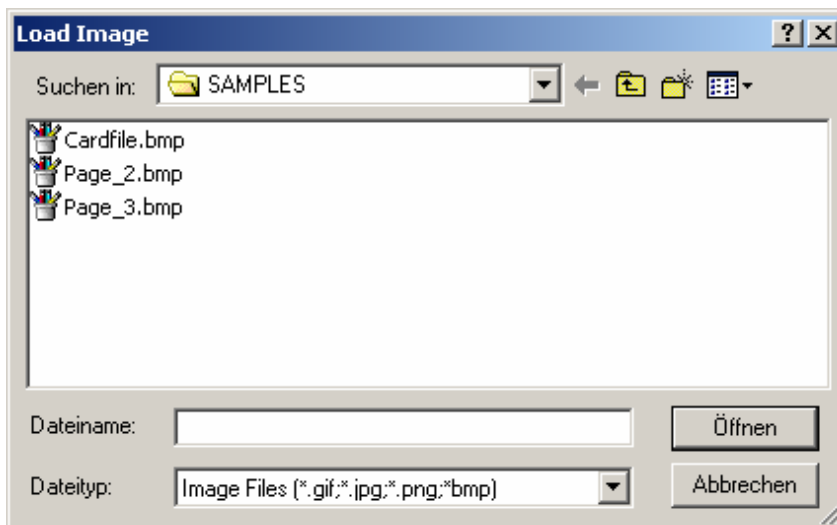 Load Image
Suchen in: SAMPLES
Cardfile.bmp
Page_2.bmp
Page_3.bmp
Dateiname: Öffnen
Dateityp: Image Files (*.gif;*.jpg;*.png;*bmp) Abbrechen